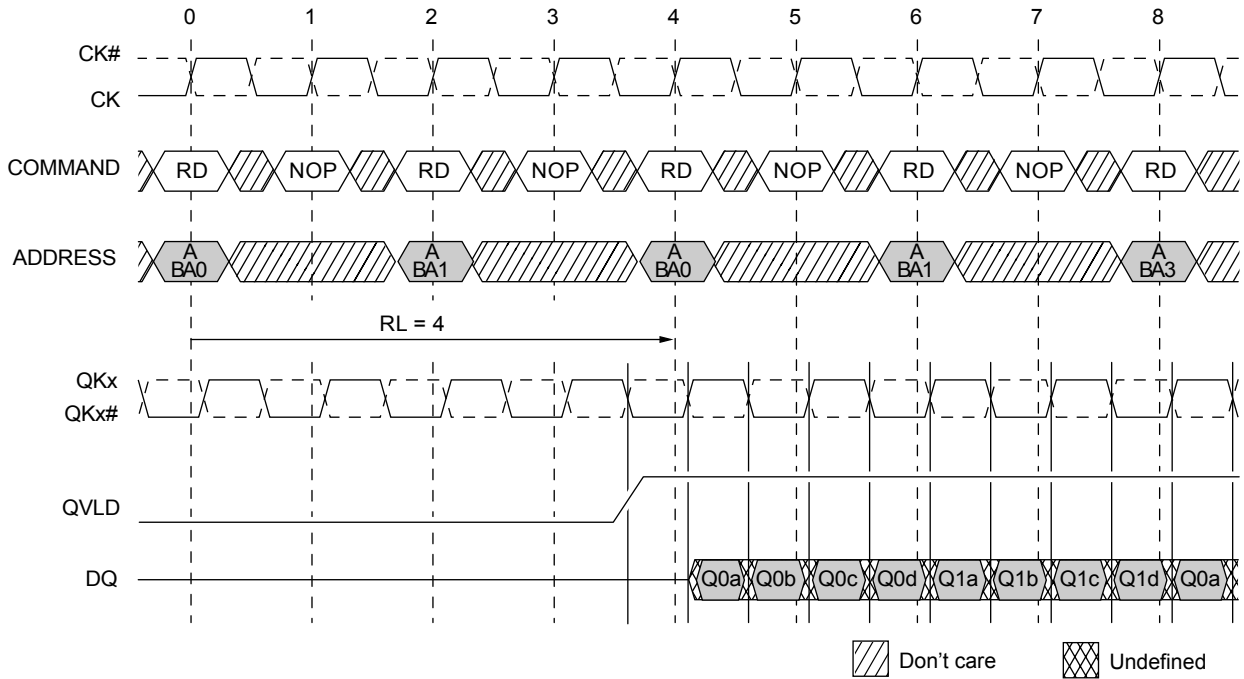 0 1 2 3 4 5 6 7 8
CK#
CK
COMMAND RD NOP RD NOP RD NOP RD NOP RD
ADDRESS A A A A A
BA0 BA1 BA0 BA1 BA3
RL = 4
QKx
QKx#
QVLD
DQ Q0a Q0b Q0c Q0d Q1a Q1b Q1c Q1d Q0a
Don't care Undefined